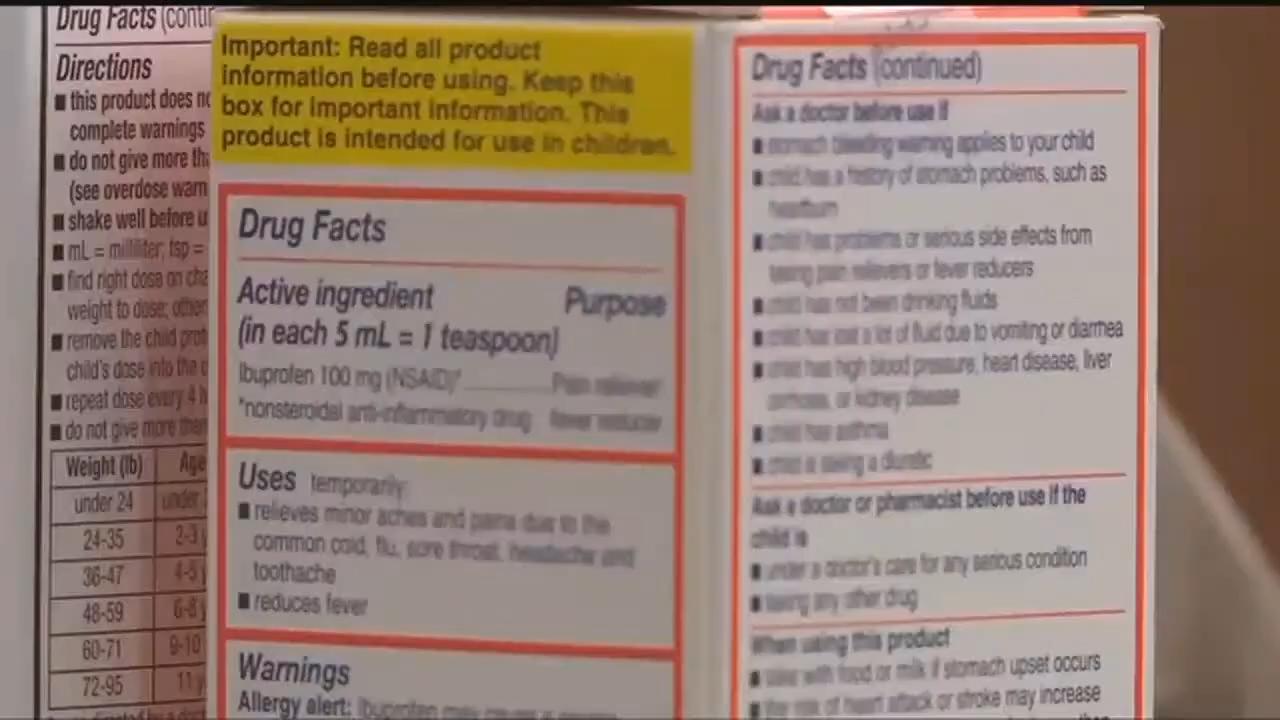 Drug Facts (conti
Directions
■ this product does no
complete warnings
■ do not give more tha
(see overdose warn
■ shake well before u
■ mL = milliliter; tsp =
■ find right dose on cha
weight to dose; other
■ remove the child prot
child's dose into the
■ repeat dose every 4 h
■ do not give more than
Weight (lb) Age
under 24 under
24-35 2-3 y
36-47 4-5 y
48-59 6-8 y
60-71 9-10
72-95 11 y
Important: Read all product
information before using. Keep this
box for important information. This
product is intended for use in children.
Drug Facts
Active ingredient Purpose
(in each 5 mL = 1 teaspoon)
Ibuprofen 100 mg (NSAID)* Pain reliever/
*nonsteroidal anti-inflammatory drug fever reducer
Uses temporarily:
■ relieves minor aches and pains due to the
common cold, flu, sore throat, headache and
toothache
■ reduces fever
Warnings
Allergy alert: Ibuprofen may cause a
Drug Facts (continued)
Ask a doctor before use if
■ stomach bleeding warning applies to your child
■ child has a history of stomach problems, such as
heartburn
■ child has problems or serious side effects from
taking pain relievers or fever reducers
■ child has not been drinking fluids
■ child has lost a lot of fluid due to vomiting or diarrhea
■ child has high blood pressure, heart disease, liver
cirrhosis, or kidney disease
■ child has asthma
■ child is taking a diuretic
Ask a doctor or pharmacist before use if the
child is
■ under a doctor's care for any serious condition
■ taking any other drug
When using this product
■ take with food or milk if stomach upset occurs
■ the risk of heart attack or stroke may increase